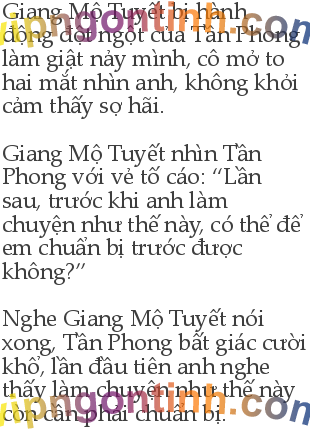 Giang Mộ Tuyết bị hành
động đột ngột của Tần Phong
làm giật nảy mình, cô mở to
hai mắt nhìn anh, không khỏi
cảm thấy sợ hãi.
Giang Mộ Tuyết nhìn Tần
Phong với vẻ tố cáo: “Lần
sau, trước khi anh làm
chuyện như thế này, có thể để
em chuẩn bị trước được
không?”
Nghe Giang Mộ Tuyết nói
xong, Tần Phong bất giác cười
khổ, lần đầu tiên anh nghe
thấy làm chuyện như thế này
còn cần phải chuẩn bị.
vipngontinh.com
vipngontinh.com